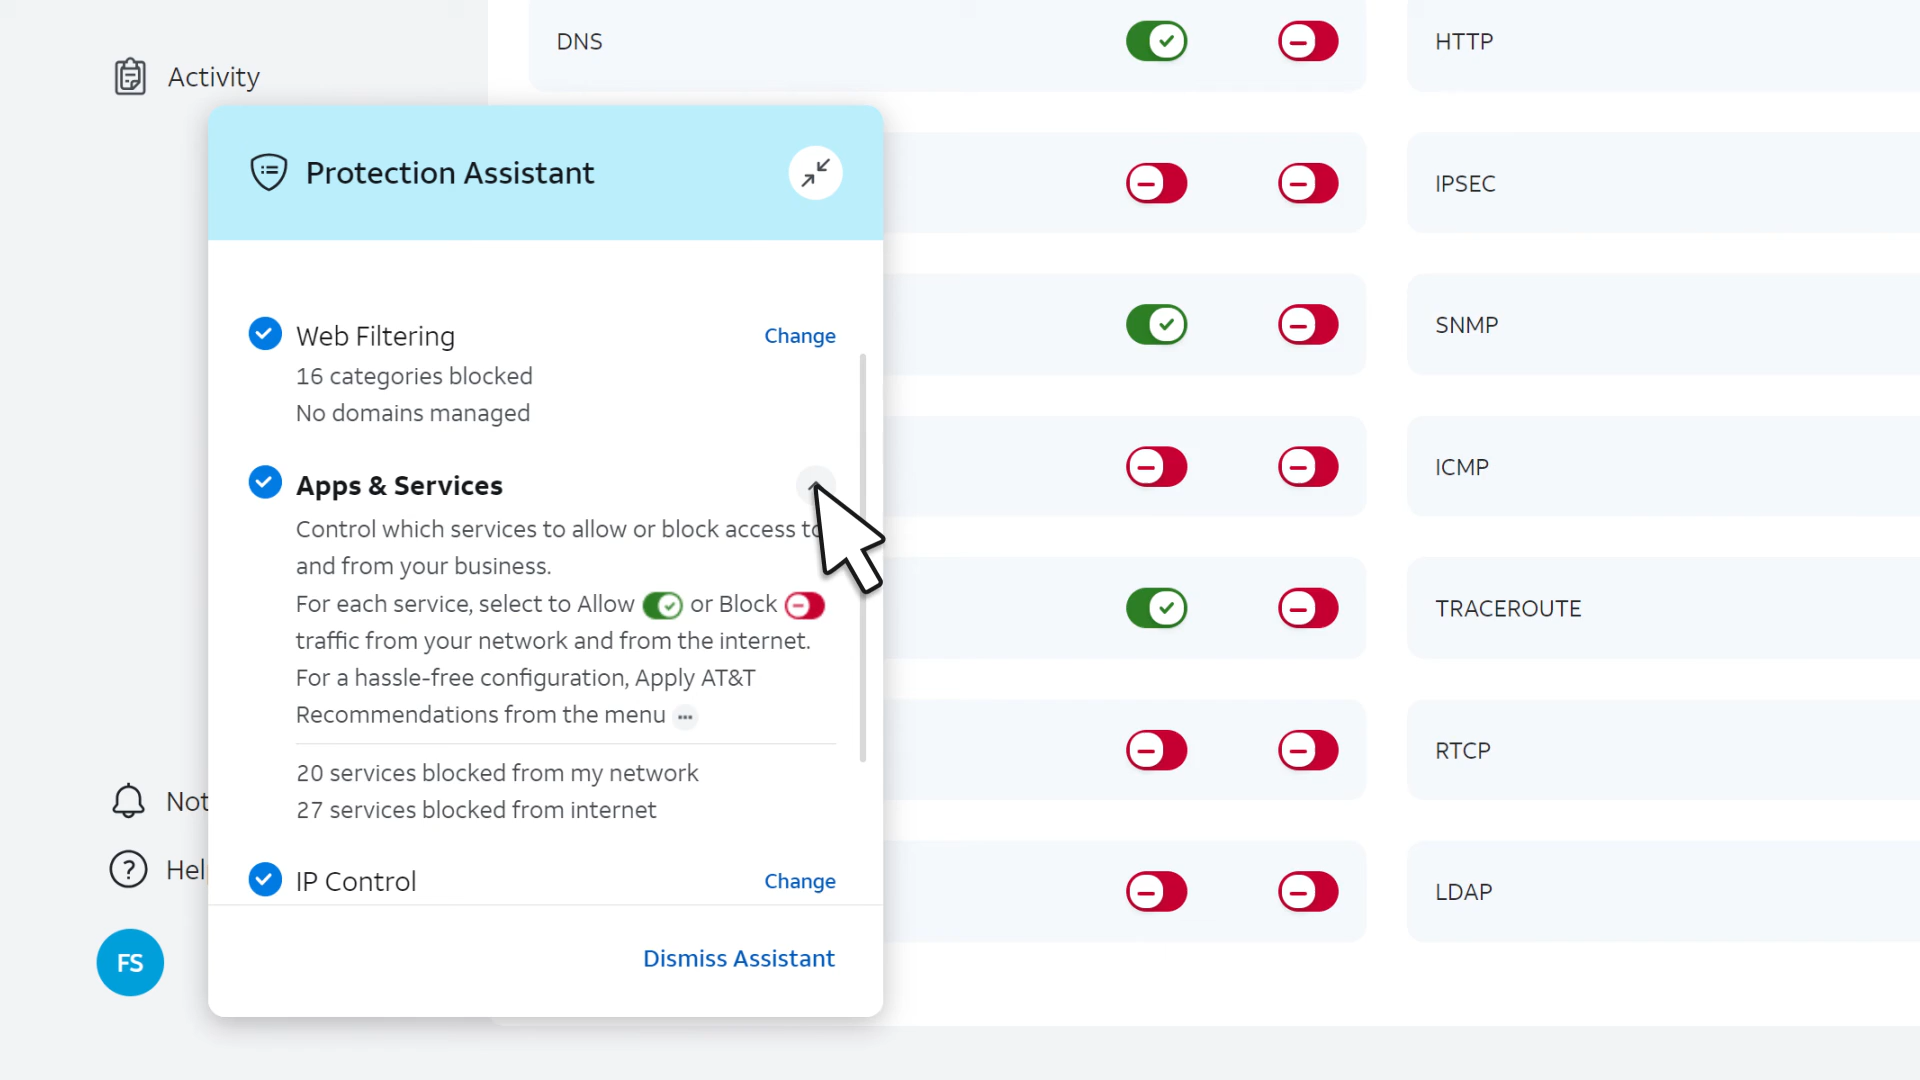 Activity
DNS
HTTP
Protection Assistant
IPSEC
Web Filtering
Change
16 categories blocked
No domains managed
SNMP
Apps & Services
Control which services to allow or block access to
and from your business.
For each service, select to Allow or Block
traffic from your network and from the internet.
For a hassle-free configuration, Apply AT&T
Recommendations from the menu
ICMP
TRACEROUTE
20 services blocked from my network
27 services blocked from internet
RTCP
IP Control
Change
LDAP
Dismiss Assistant
FS